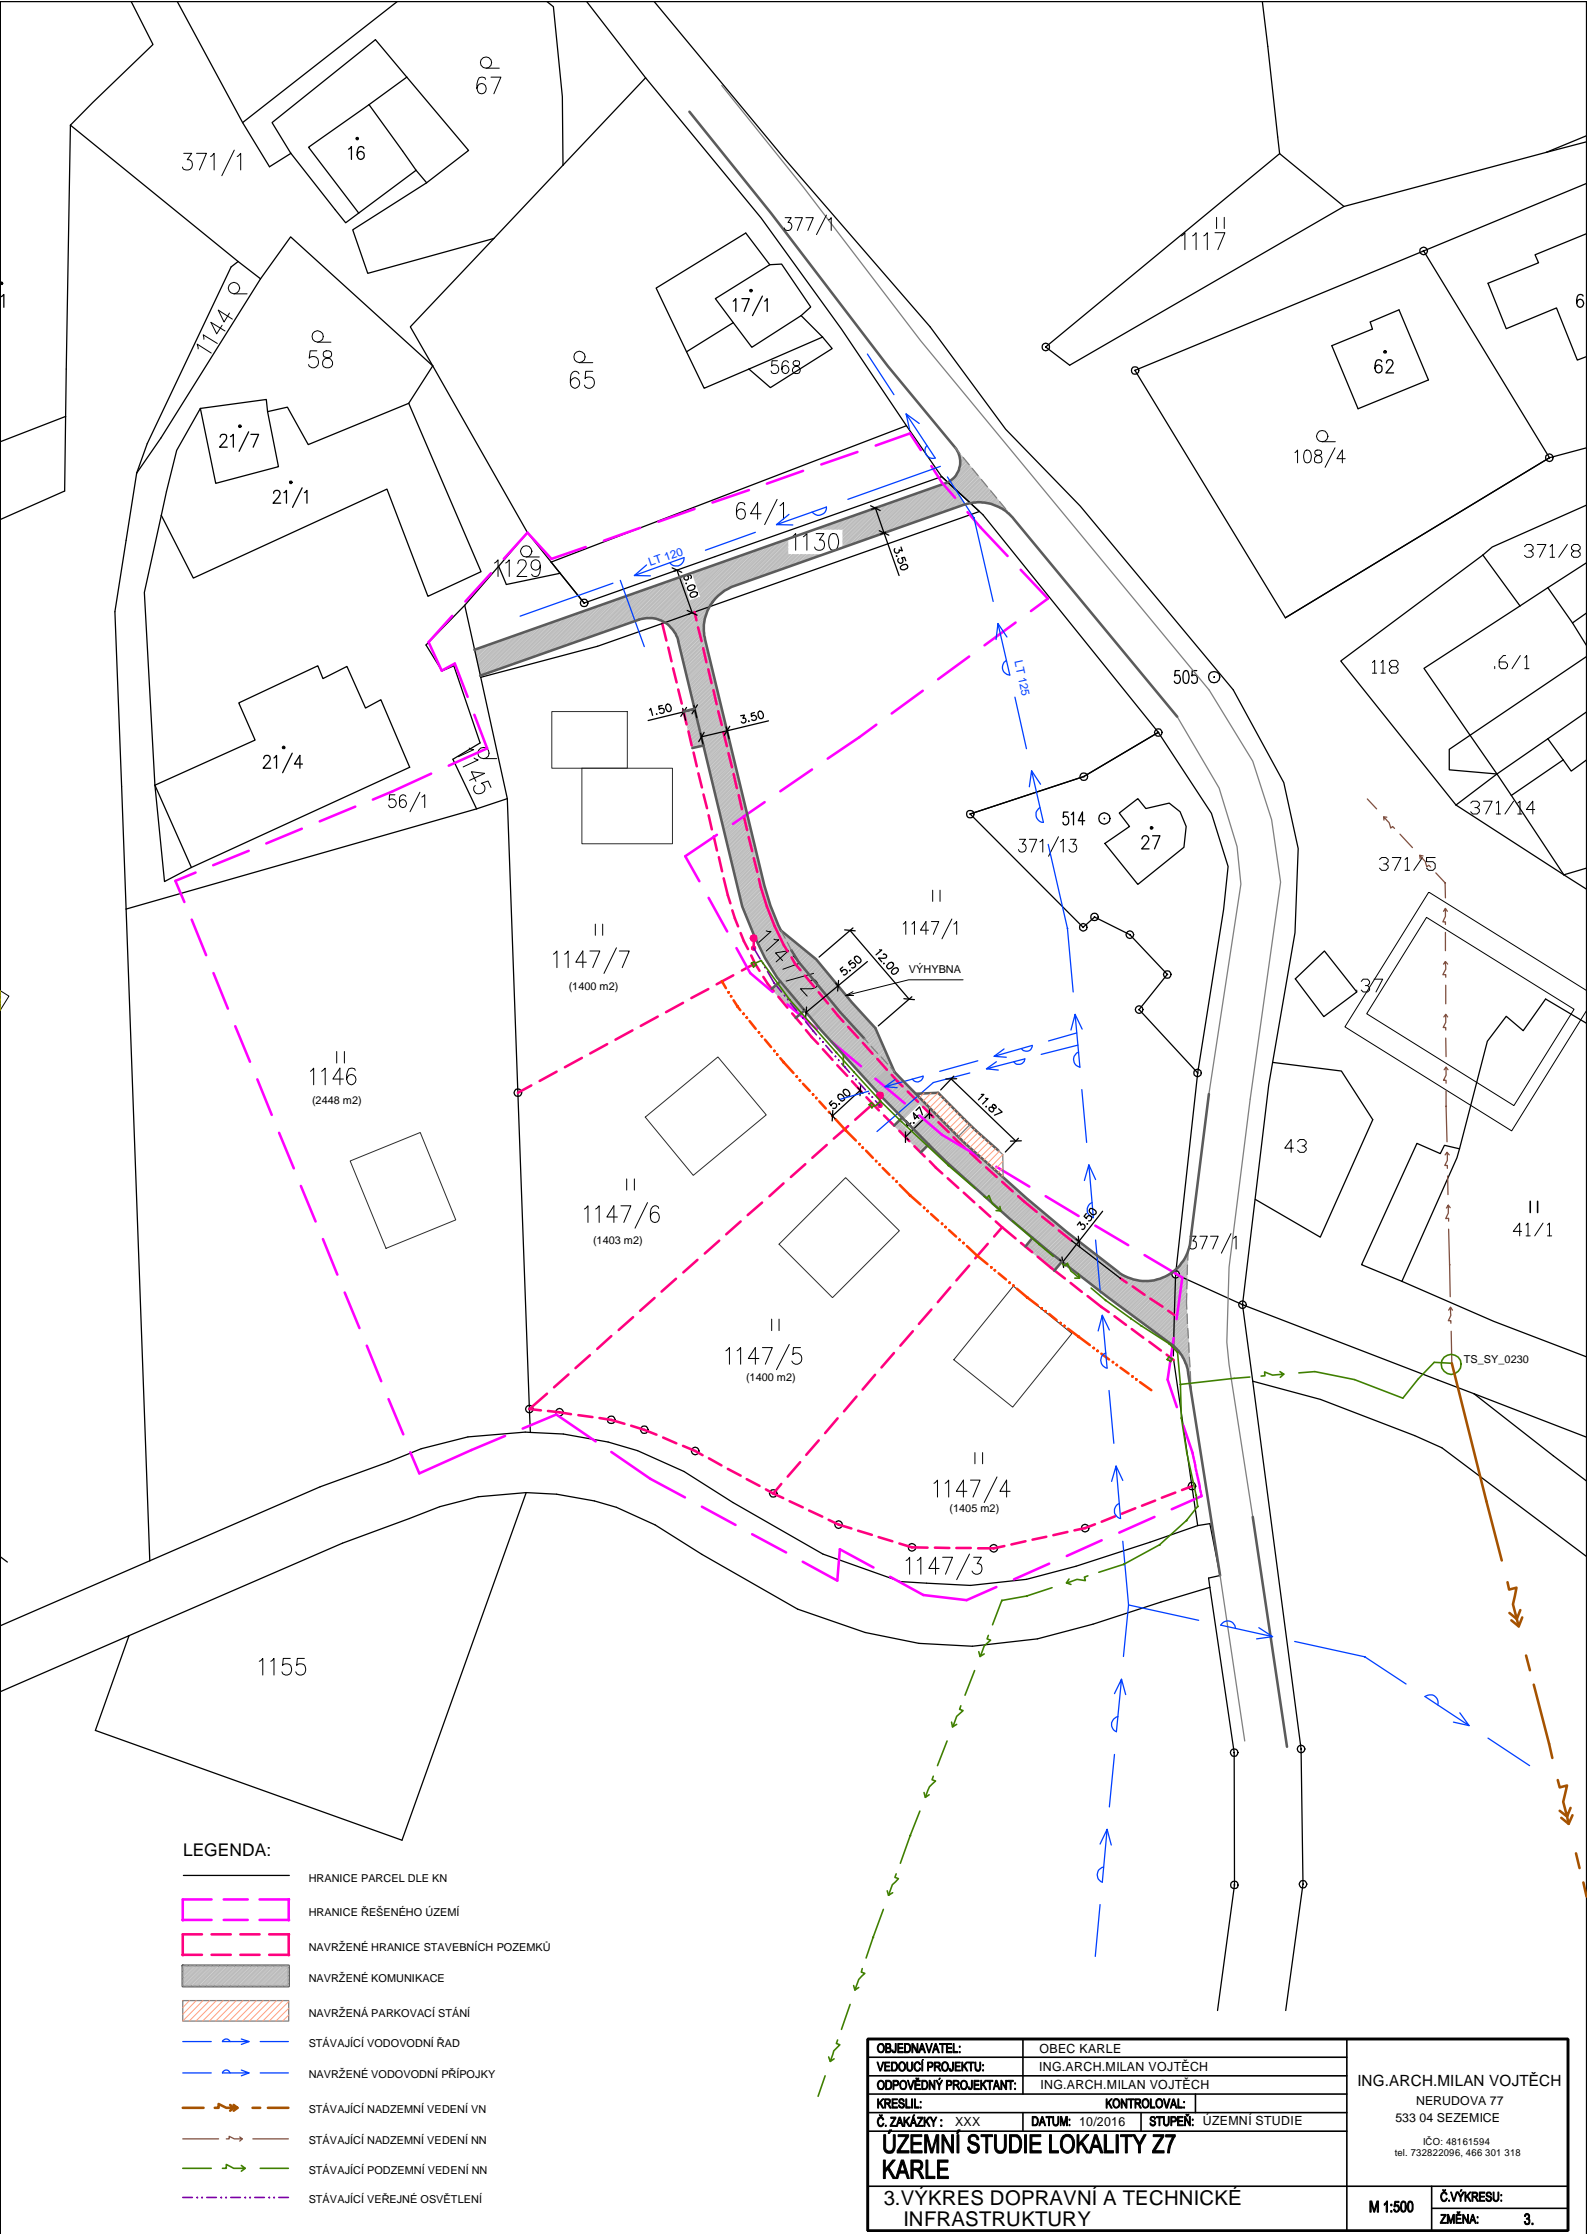 67
371/1
16
377/1
1117
1144
58
65
17/1
568
62
6
108/4
21/7
21/1
64/1
1130
3.50
1129
LT 120
6.00
371/8
118
.6/1
505
LT 125
1.50
3.50
21/4
1145
56/1
371/14
514
371/13
27
371/5
1147/1
1147/7
(1400 m2)
1147/2
5.50
12.00
VÝHYBNA
37
1146
(2448 m2)
5.00
11.87
43
1147/6
(1403 m2)
3.50
377/1
41/1
1147/5
(1400 m2)
TS_SY_0230
1147/4
(1405 m2)
1147/3
1155
LEGENDA:
HRANICE PARCEL DLE KN
HRANICE ŘEŠENÉHO ÚZEMÍ
NAVRŽENÉ HRANICE STAVEBNÍCH POZEMKŮ
NAVRŽENÉ KOMUNIKACE
NAVRŽENÁ PARKOVACÍ STÁNÍ
STÁVAJÍCÍ VODOVODNÍ ŘAD
NAVRŽENÉ VODOVODNÍ PŘÍPOJKY
STÁVAJÍCÍ NADZEMNÍ VEDENÍ VN
STÁVAJÍCÍ NADZEMNÍ VEDENÍ NN
STÁVAJÍCÍ PODZEMNÍ VEDENÍ NN
STÁVAJÍCÍ VEŘEJNÉ OSVĚTLENÍ
OBJEDNAVATEL: OBEC KARLE
VEDOUCÍ PROJEKTU: ING.ARCH.MILAN VOJTĚCH
ODPOVĚDNÝ PROJEKTANT: ING.ARCH.MILAN VOJTĚCH
KRESLIL: KONTROLOVAL:
Č. ZAKÁZKY: XXX DATUM: 10/2016 STUPEŇ: ÚZEMNÍ STUDIE
ÚZEMNÍ STUDIE LOKALITY Z7
KARLE
3.VÝKRES DOPRAVNÍ A TECHNICKÉ
INFRASTRUKTURY
ING.ARCH.MILAN VOJTĚCH
NERUDOVA 77
533 04 SEZEMICE
IČO: 48161594
tel. 732822096, 466 301 318
M 1:500
Č.VÝKRESU:
ZMĚNA: 3.